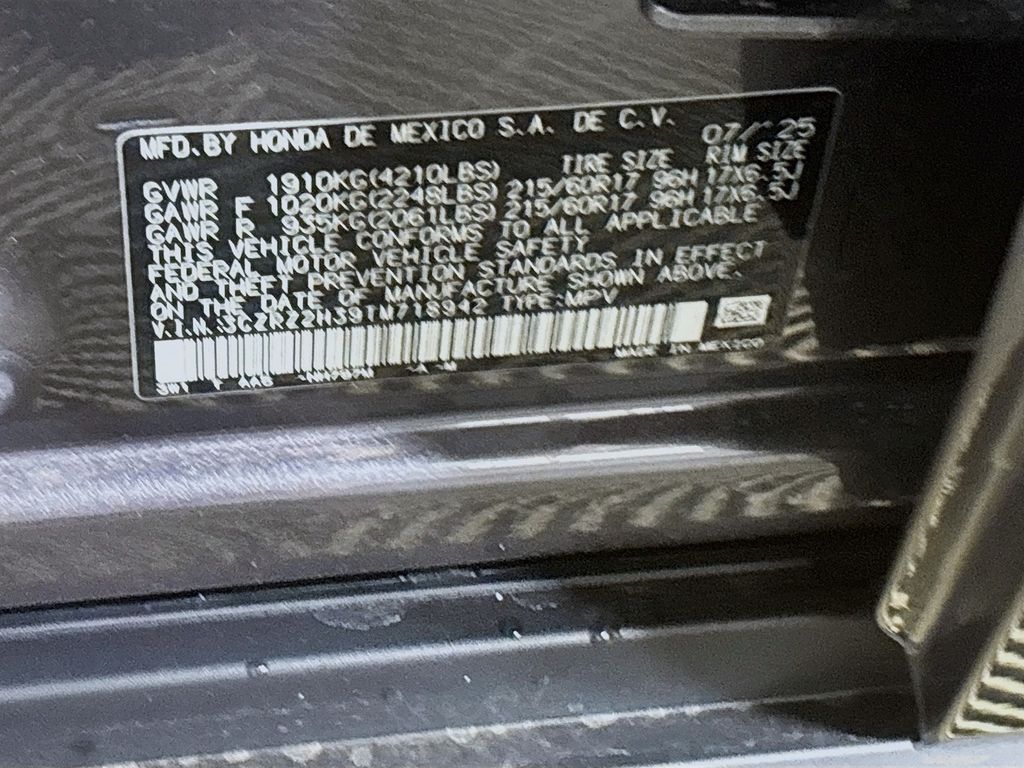 MFD. BY HONDA DE MEXICO S.A. DE C.V. 07/ 25
TIRE SIZE RIM SIZE
GVWR 1910KG(4210LBS)
GAWR F 1020KG(2248LBS) 215/60R17 96H 17X6.5J
GAWR R 935KG(2061LBS) 215/60R17 96H 17X6.5J
THIS VEHICLE CONFORMS TO ALL APPLICABLE
FEDERAL MOTOR VEHICLE SAFETY
AND THEFT PREVENTION STANDARDS IN EFFECT
ON THE DATE OF MANUFACTURE SHOWN ABOVE.
V.I.N.: TYPE:MPV
MADE IN MEXICO